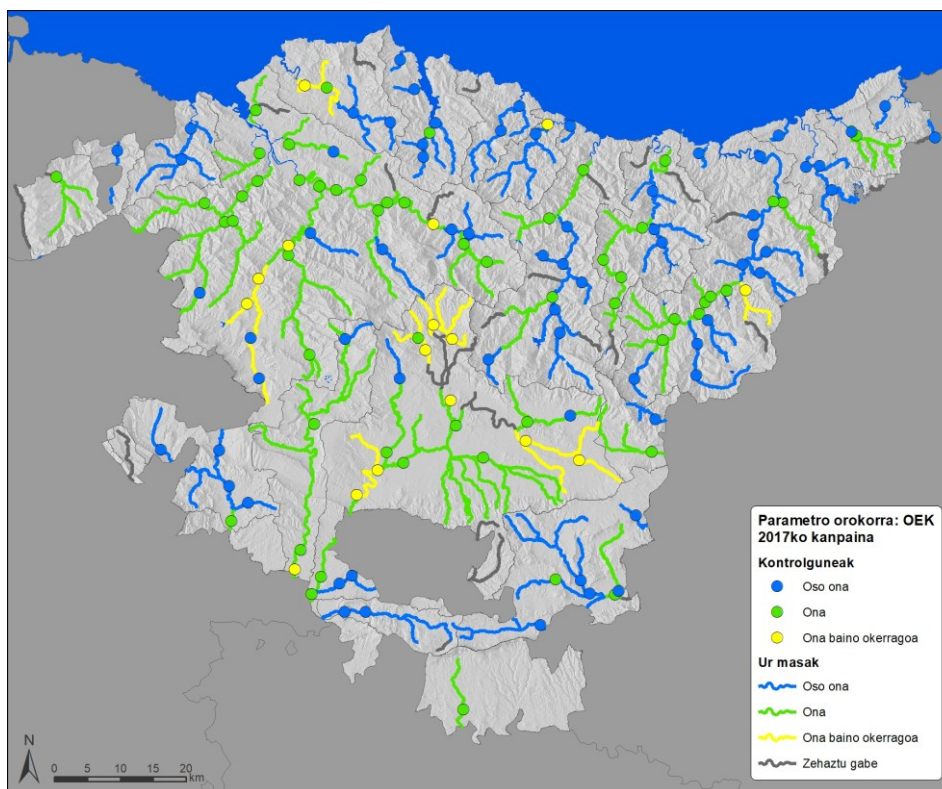 Parametro orokorra: OEK
2017ko kanpaina
Kontrolguneak
Oso ona
Ona
Ona baino okerragoa
Ur masak
Oso ona
Ona
Ona baino okerragoa
Zehaztu gabe
N
0 5 10 15 20
km